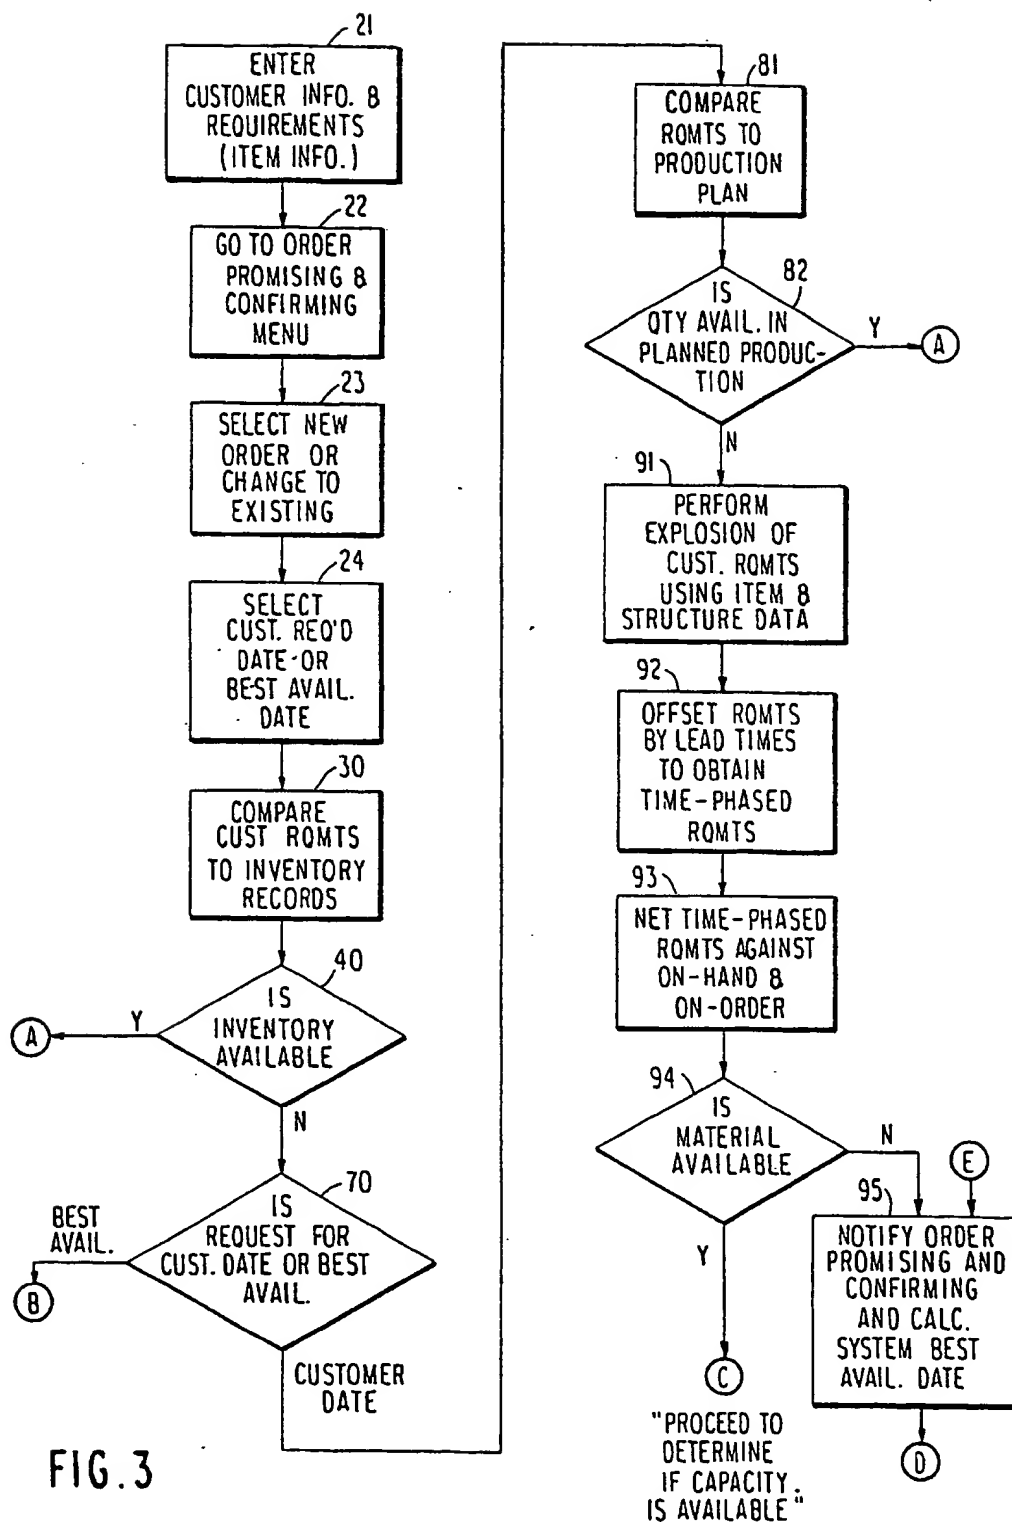 21
ENTER
CUSTOMER INFO. &
REQUIREMENTS
(ITEM INFO.)
22
GO TO ORDER
PROMISING &
CONFIRMING
MENU
23
SELECT NEW
ORDER OR
CHANGE TO
EXISTING
24
SELECT
CUST. REQ'D
DATE OR
BEST AVAIL.
DATE
30
COMPARE
CUST RQMTS
TO INVENTORY
RECORDS
40
IS
INVENTORY
AVAILABLE
Y
A
N
70
IS
REQUEST FOR
CUST. DATE OR BEST
AVAIL.
BEST
AVAIL.
B
CUSTOMER
DATE
81
COMPARE
RQMTS TO
PRODUCTION
PLAN
82
IS
QTY AVAIL. IN
PLANNED PRODUC-
TION
Y
A
N
91
PERFORM
EXPLOSION OF
CUST. RQMTS
USING ITEM &
STRUCTURE DATA
92
OFFSET RQMTS
BY LEAD TIMES
TO OBTAIN
TIME-PHASED
RQMTS
93
NET TIME-PHASED
RQMTS AGAINST
ON-HAND &
ON-ORDER
94
IS
MATERIAL
AVAILABLE
N
E
Y
95
NOTIFY ORDER
PROMISING AND
CONFIRMING
AND CALC.
SYSTEM BEST
AVAIL. DATE
C
D
"PROCEED TO
DETERMINE
IF CAPACITY.
IS AVAILABLE"
FIG.3